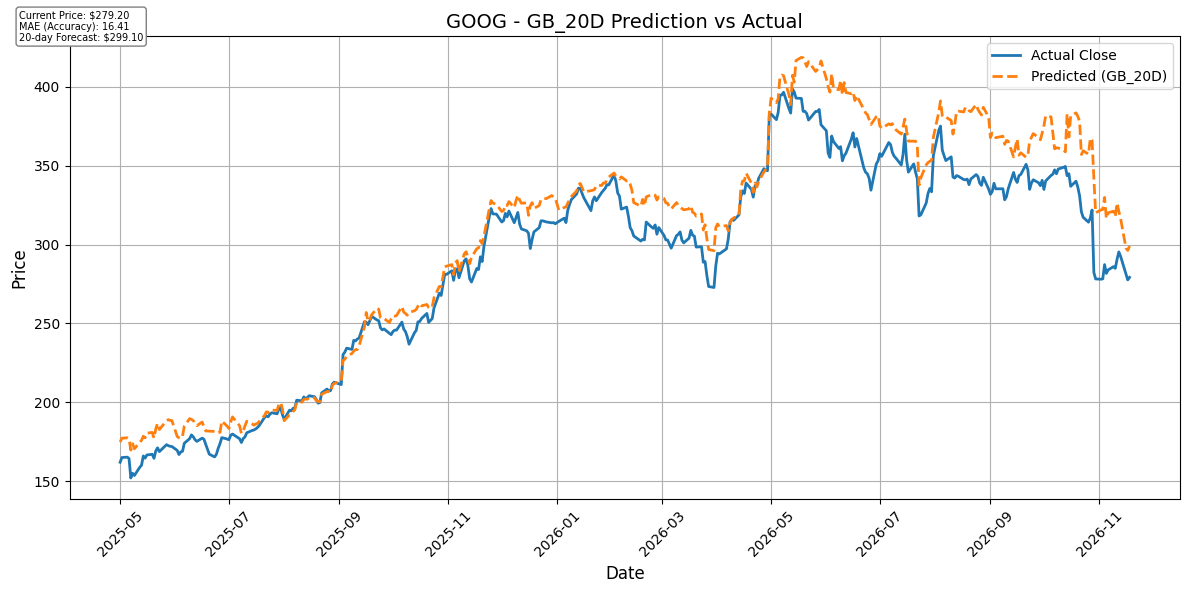 GOOG - GB_20D Prediction vs Actual
Current Price: $279.20
MAE (Accuracy): 16.41
20-day Forecast: $299.10
Actual Close
Predicted (GB_20D)
Price
400
350
300
250
200
150
2025-05
2025-07
2025-09
2025-11
2026-01
2026-03
2026-05
2026-07
2026-09
2026-11
Date